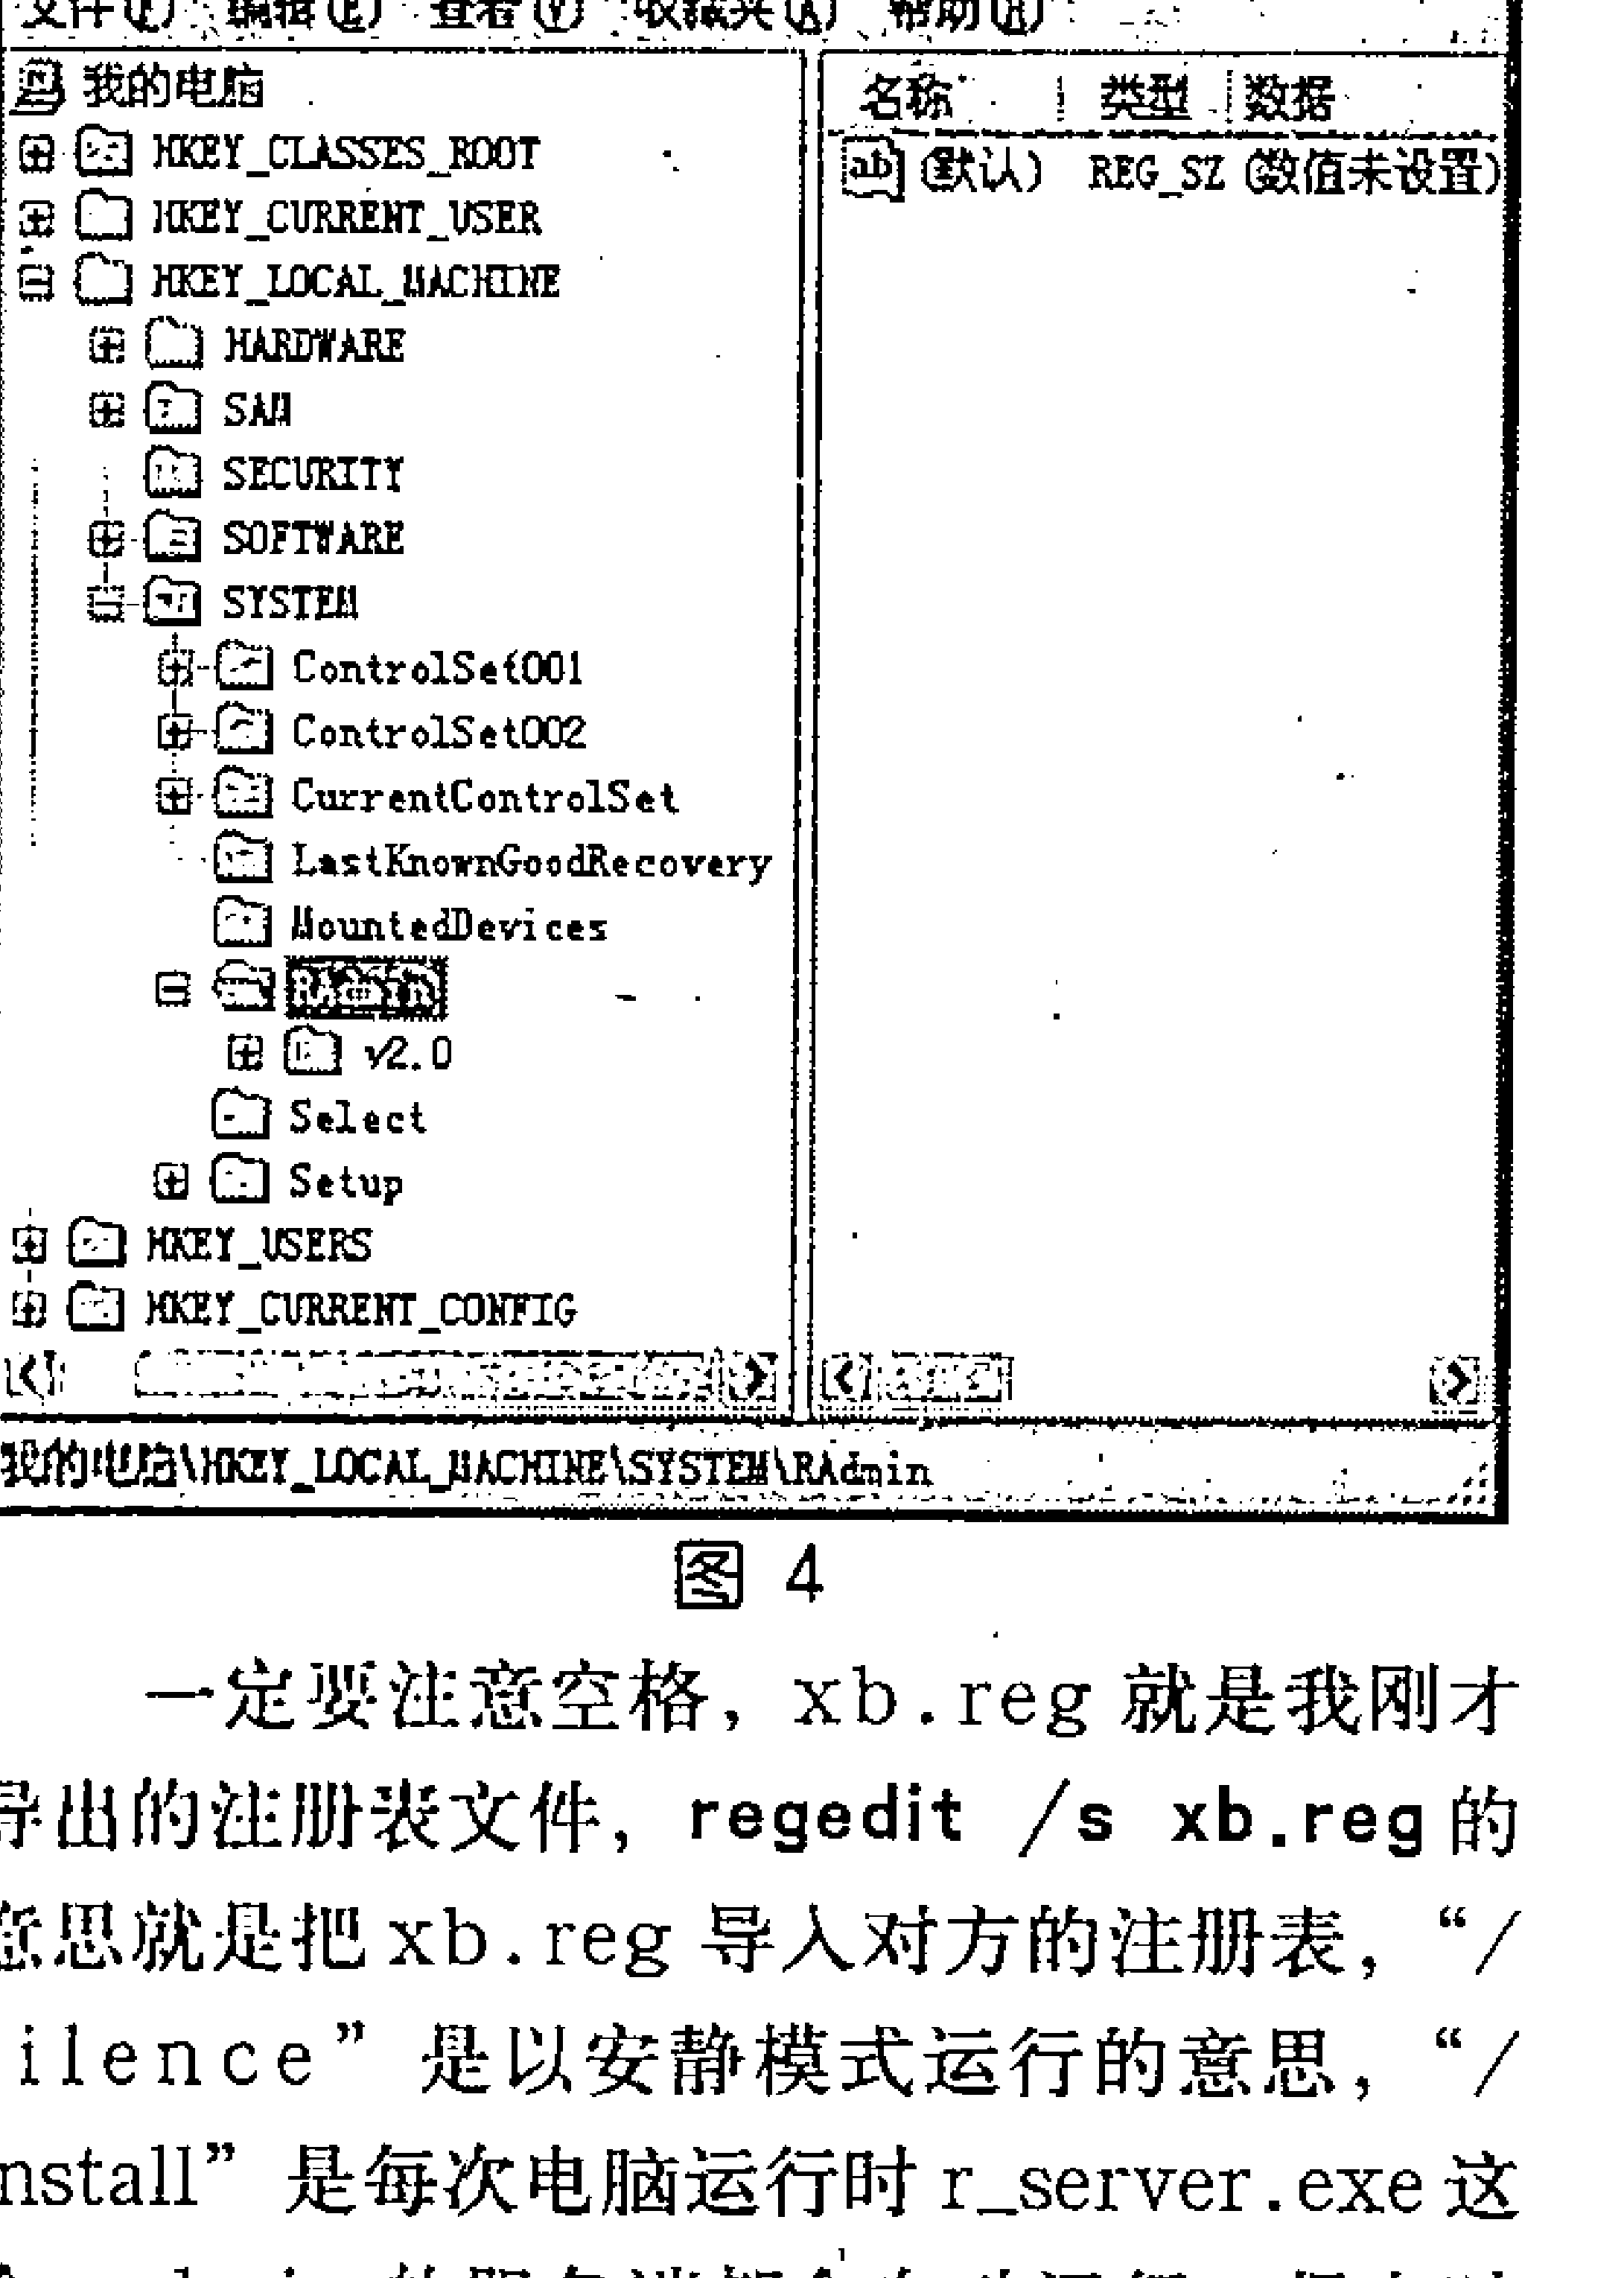 文件(F) 编辑(E) 查看(V) 收藏夹(A) 帮助(H)
我的电脑
HKEY_CLASSES_ROOT
HKEY_CURRENT_USER
HKEY_LOCAL_MACHINE
HARDWARE
SAM
SECURITY
SOFTWARE
SYSTEM
ControlSet001
ControlSet002
CurrentControlSet
LastKnownGoodRecovery
MountedDevices
RAdmin
v2.0
Select
Setup
HKEY_USERS
HKEY_CURRENT_CONFIG
名称 类型 数据
(默认) REG_SZ (数值未设置)
我的电脑\HKEY_LOCAL_MACHINE\SYSTEM\RAdmin
图 4
一定要注意空格，xb.reg 就是我刚才
导出的注册表文件，regedit /s xb.reg 的
意思就是把 xb.reg 导入对方的注册表，“/
ilence”是以安静模式运行的意思，“/
nstall”是每次电脑运行时 r_server.exe 这